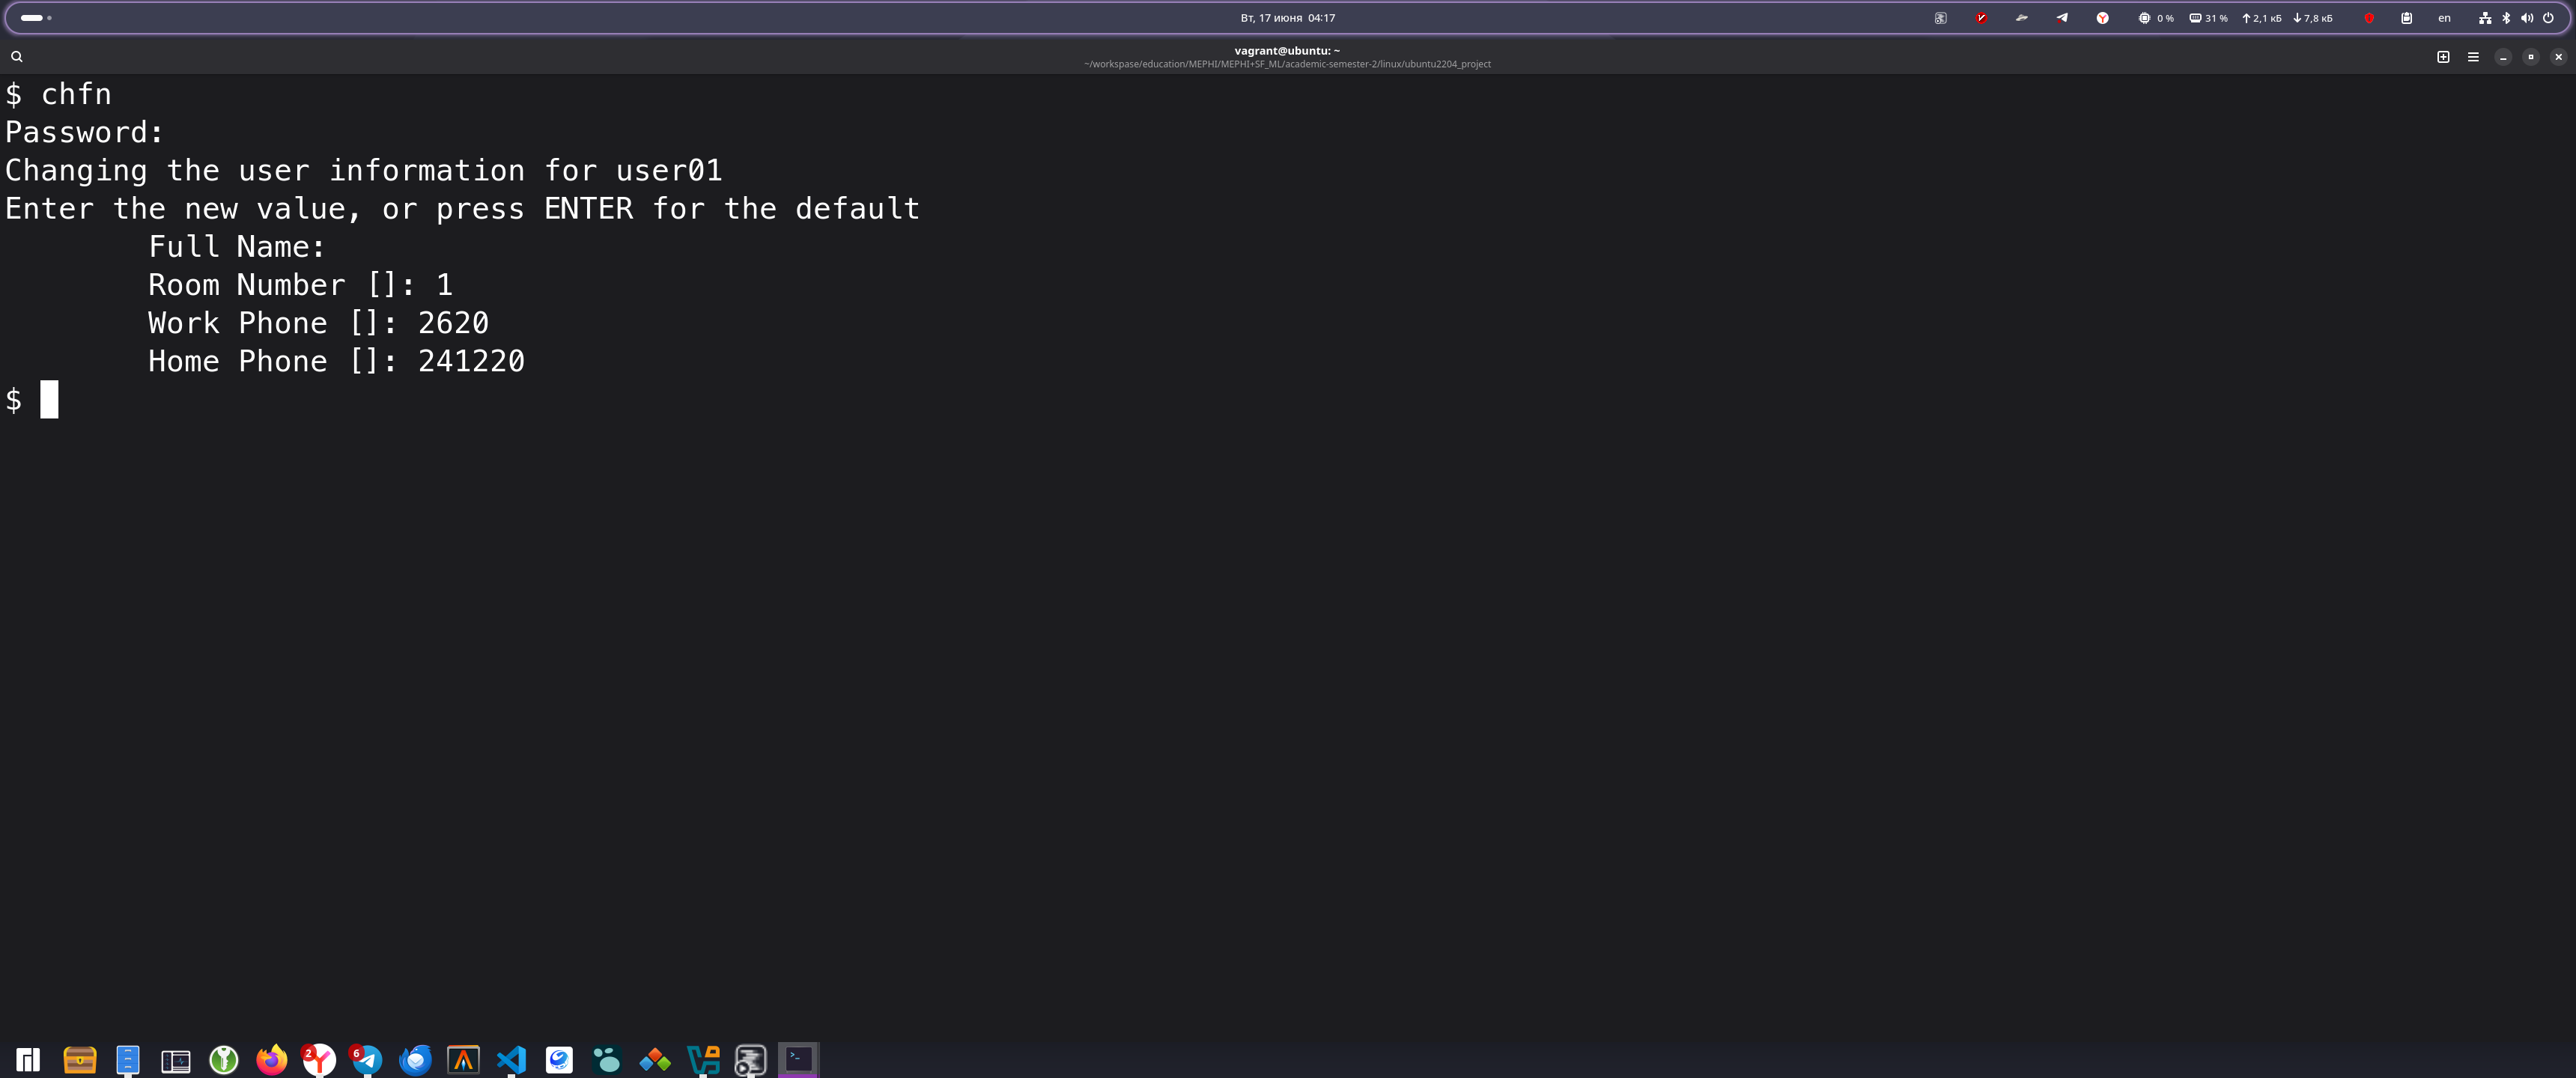 Вт, 17 июня 04:17
0 %
31 %
2,1 кБ
7,8 кБ
en
vagrant@ubuntu: ~
~/workspase/education/MEPHI/MEPHI+SF_ML/academic-semester-2/linux/ubuntu2204_project
$ chfn
Password:
Changing the user information for user01
Enter the new value, or press ENTER for the default
Full Name:
Room Number []: 1
Work Phone []: 2620
Home Phone []: 241220
$
2
6